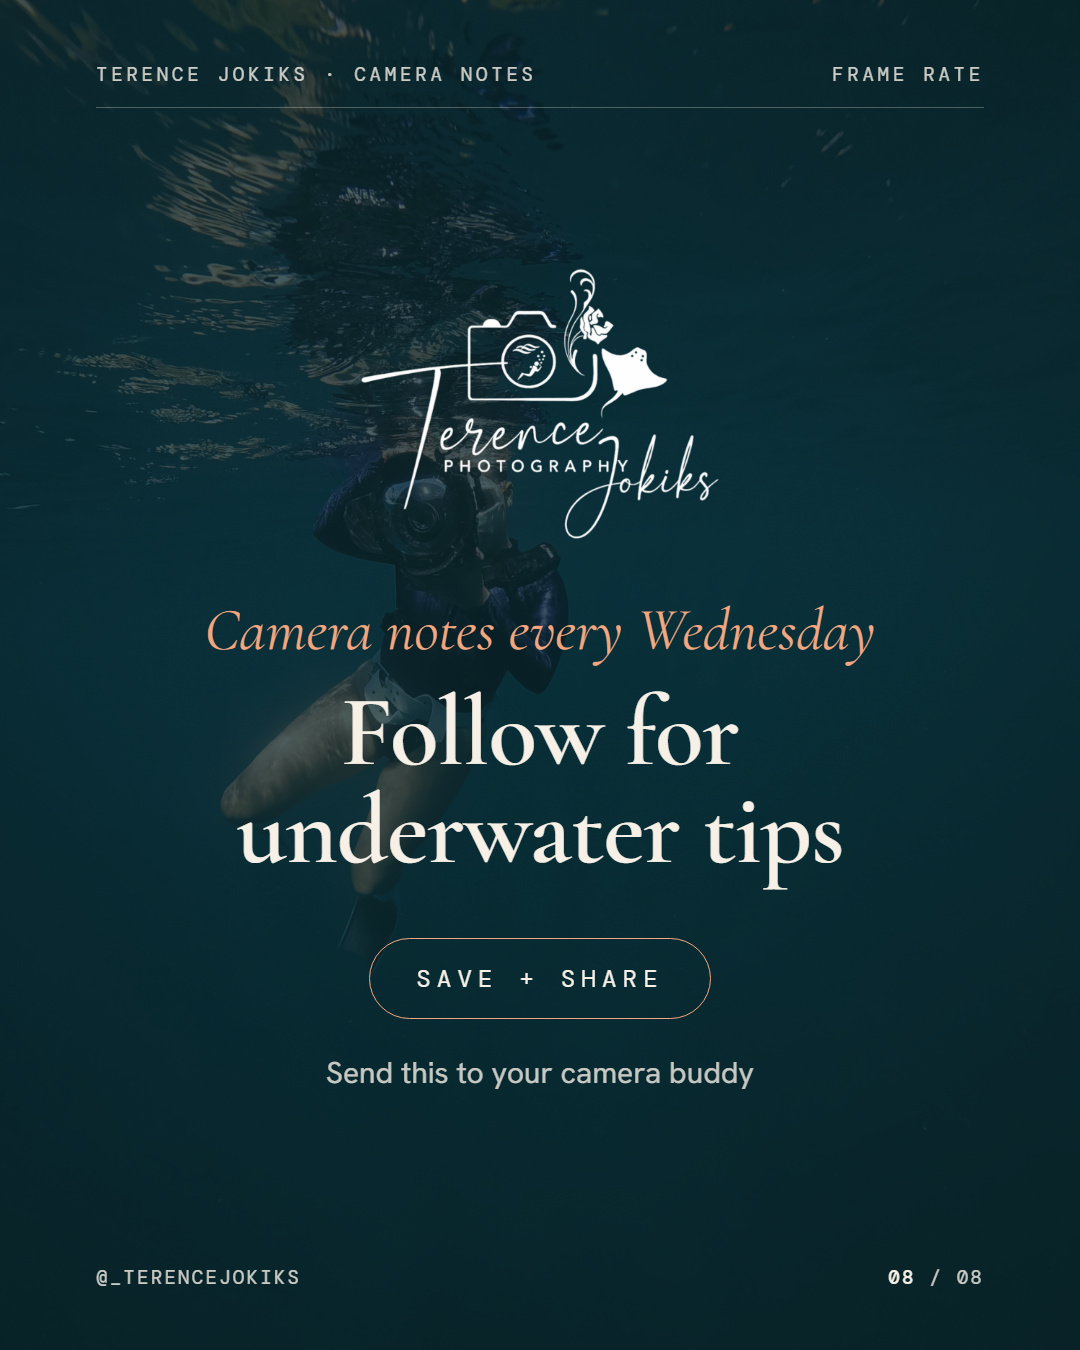 TERENCE JOKIKS · CAMERA NOTES
FRAME RATE
Terence
PHOTOGRAPHY
Jokiks
Camera notes every Wednesday
Follow for
underwater tips
SAVE + SHARE
Send this to your camera buddy
@_TERENCEJOKIKS
08 / 08